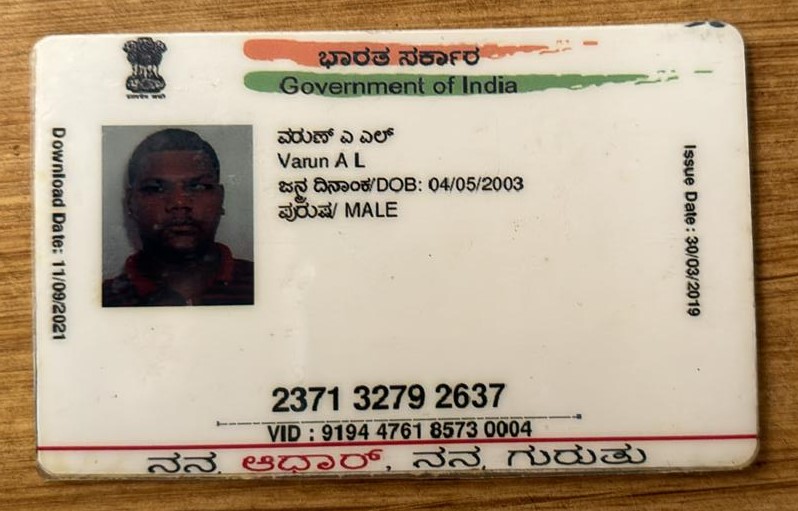 ಭಾರತ ಸರ್ಕಾರ
Government of India
ವರುಣ್ ಎ ಎಲ್
Varun A L
ಜನ್ಮ ದಿನಾಂಕ/DOB: 04/05/2003
ಪುರುಷ/ MALE
Download Date: 11/09/2021
Issue Date : 30/03/2019
2371 3279 2637
VID : 9194 4761 8573 0004
ನನ್ನ ಆಧಾರ್, ನನ್ನ ಗುರುತು